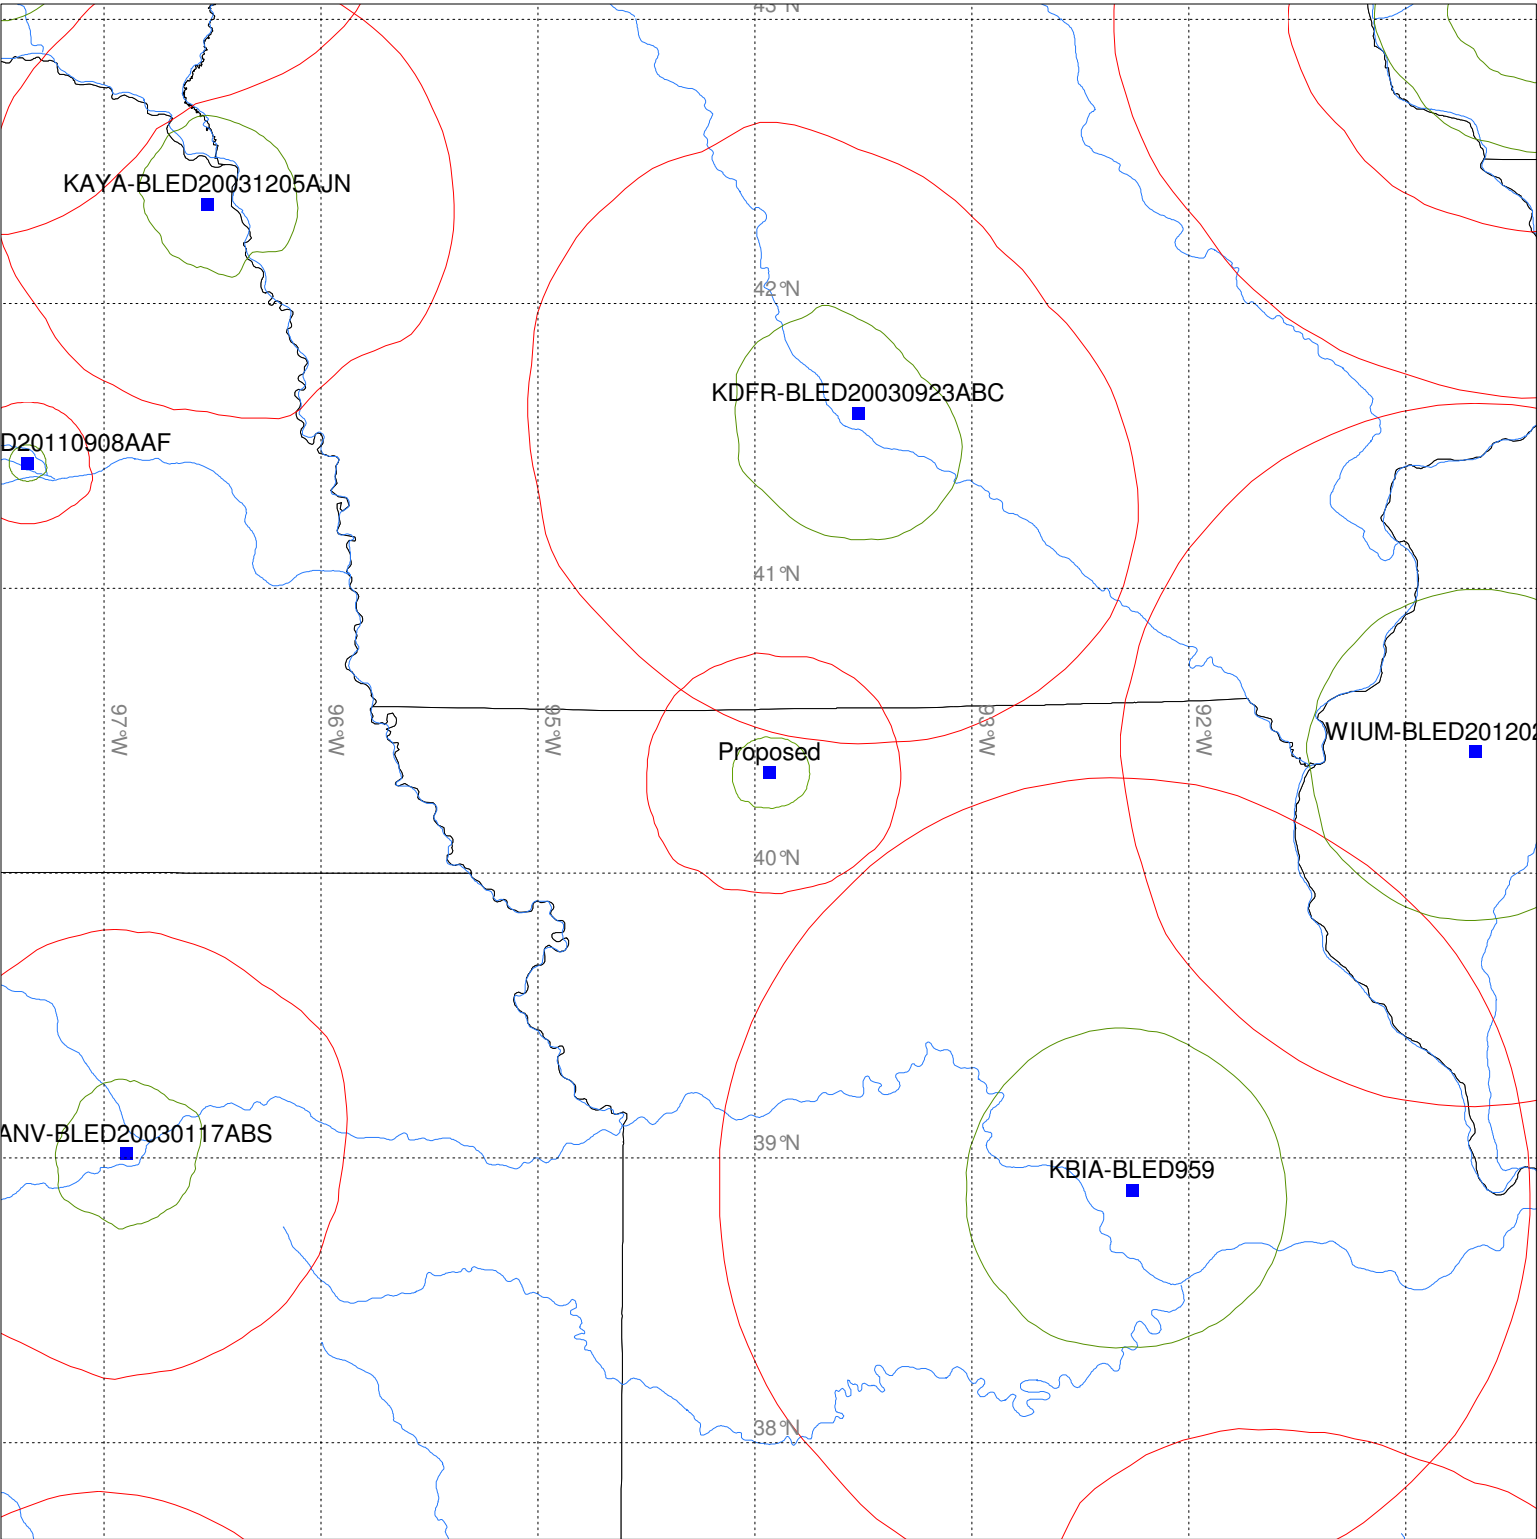 43°N
KAYA-BLED20031205AJN
42°N
KDFR-BLED20030923ABC
D20110908AAF
41°N
97°W
96°W
95°W
93°W
92°W
WIUM-BLED201202
Proposed
40°N
ANV-BLED20030117ABS
39°N
KBIA-BLED959
38°N